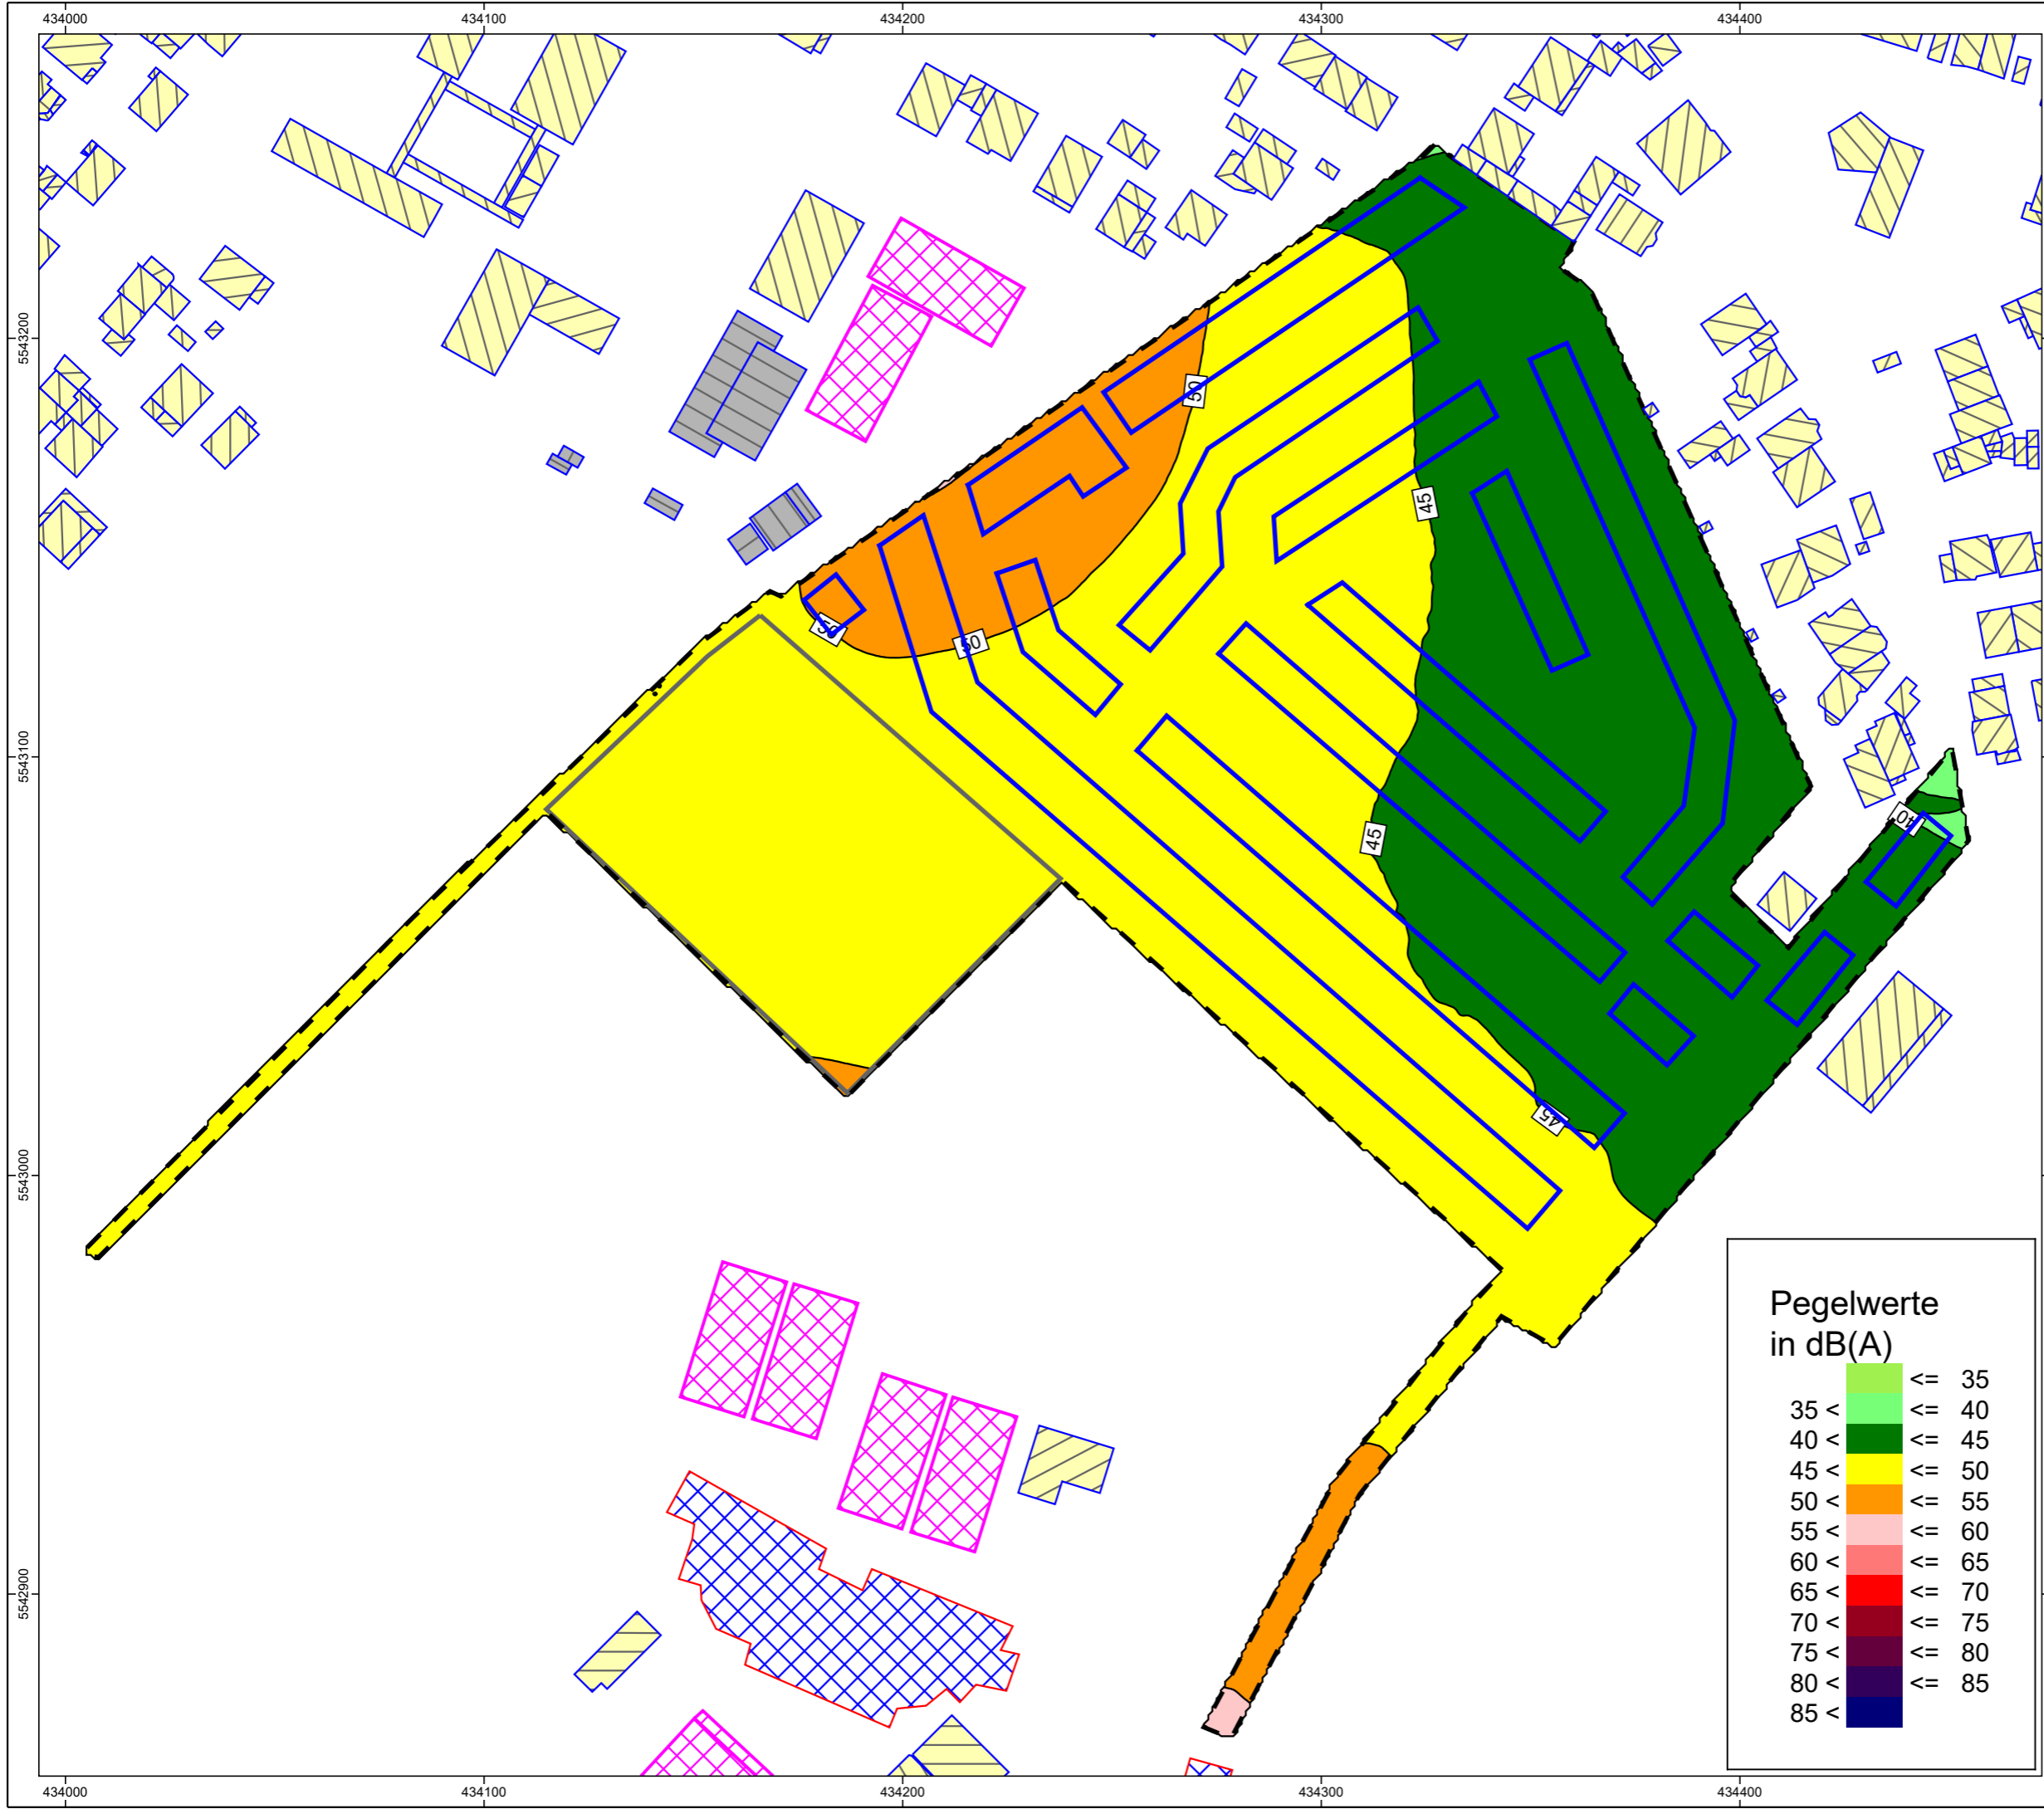 434000 434100 434200 434300 434400
5543200
5543100
5543000
5542900
50
45
50
50
45
40
45
Pegelwerte
in dB(A)
<= 35
35 < <= 40
40 < <= 45
45 < <= 50
50 < <= 55
55 < <= 60
60 < <= 65
65 < <= 70
70 < <= 75
75 < <= 80
80 < <= 85
85 <
434000 434100 434200 434300 434400